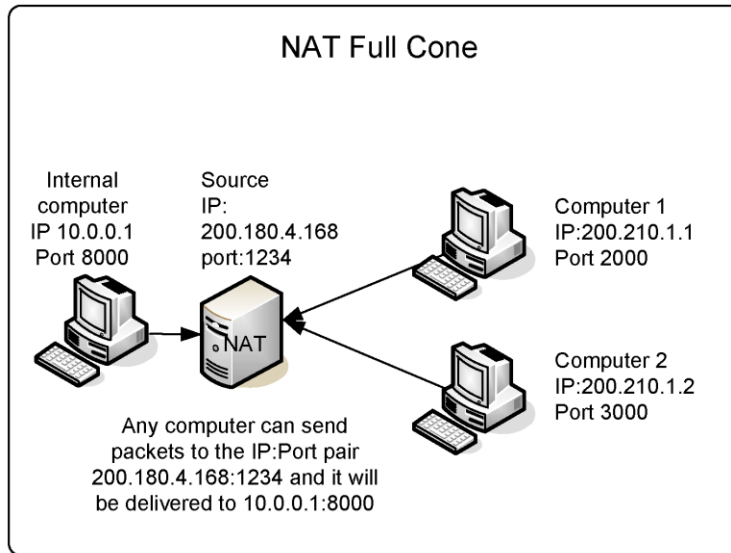 NAT Full Cone
Internal
computer
IP 10.0.0.1
Port 8000
Source
IP:
200.180.4.168
port:1234
NAT
Computer 1
IP:200.210.1.1
Port 2000
Computer 2
IP:200.210.1.2
Port 3000
Any computer can send
packets to the IP:Port pair
200.180.4.168:1234 and it will
be delivered to 10.0.0.1:8000